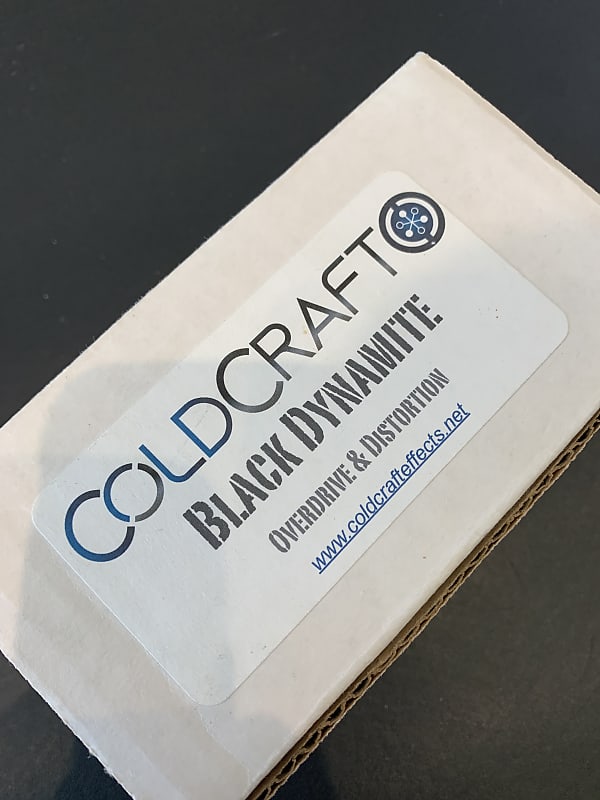 COLDCRAFT
BLACK DYNAMITE
OVERDRIVE & DISTORTION
www.coldcrafteffects.net